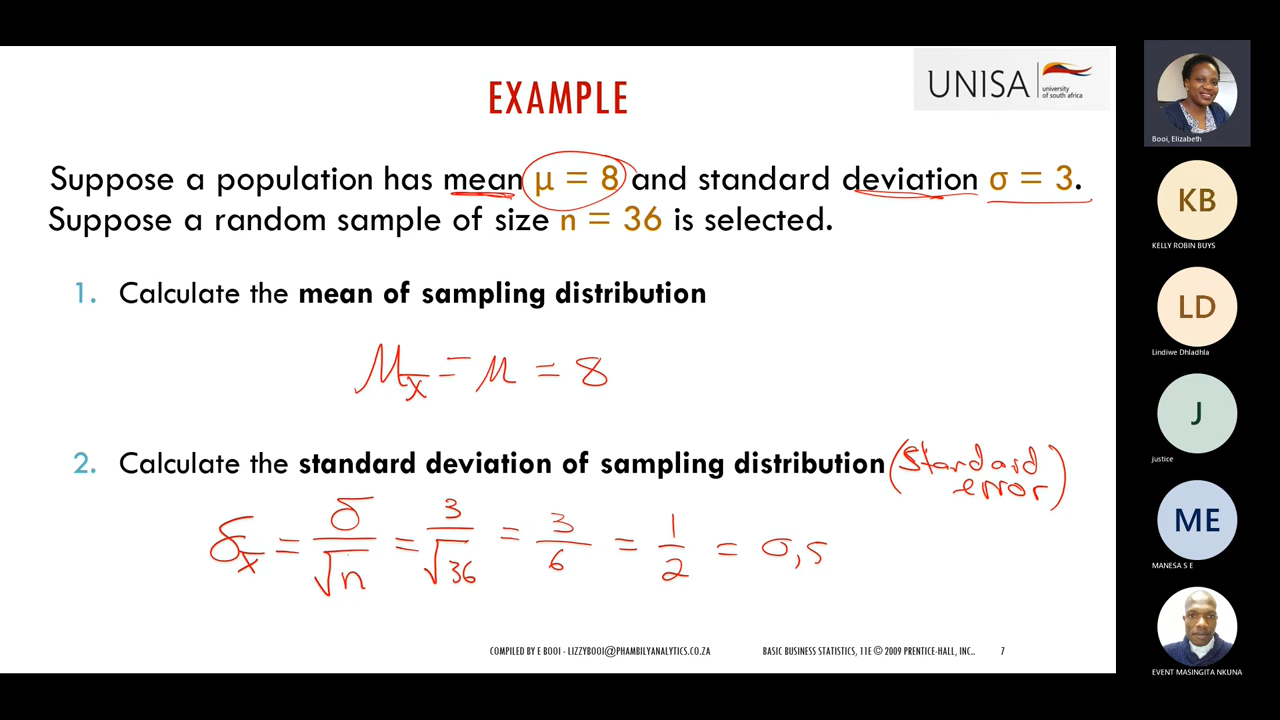 EXAMPLE
UNISA
university
of south africa
Suppose a population has mean μ = 8 and standard deviation σ = 3.
Suppose a random sample of size n = 36 is selected.
1. Calculate the mean of sampling distribution
μx̄ = μ = 8
2. Calculate the standard deviation of sampling distribution (standard
error)
σx̄ = σ/√n = 3/√36 = 3/6 = 1/2 = 0,5
COMPILED BY E BOOI - LIZZYBOOI@PHAMBILYANALYTICS.CO.ZA
BASIC BUSINESS STATISTICS, 11E © 2009 PRENTICE-HALL, INC..
7
Booi, Elizabeth
KB
KELLY ROBIN BUYS
LD
Lindiwe Dhladhla
J
justice
ME
MANESA S E
EVENT MASINGITA NKUNA